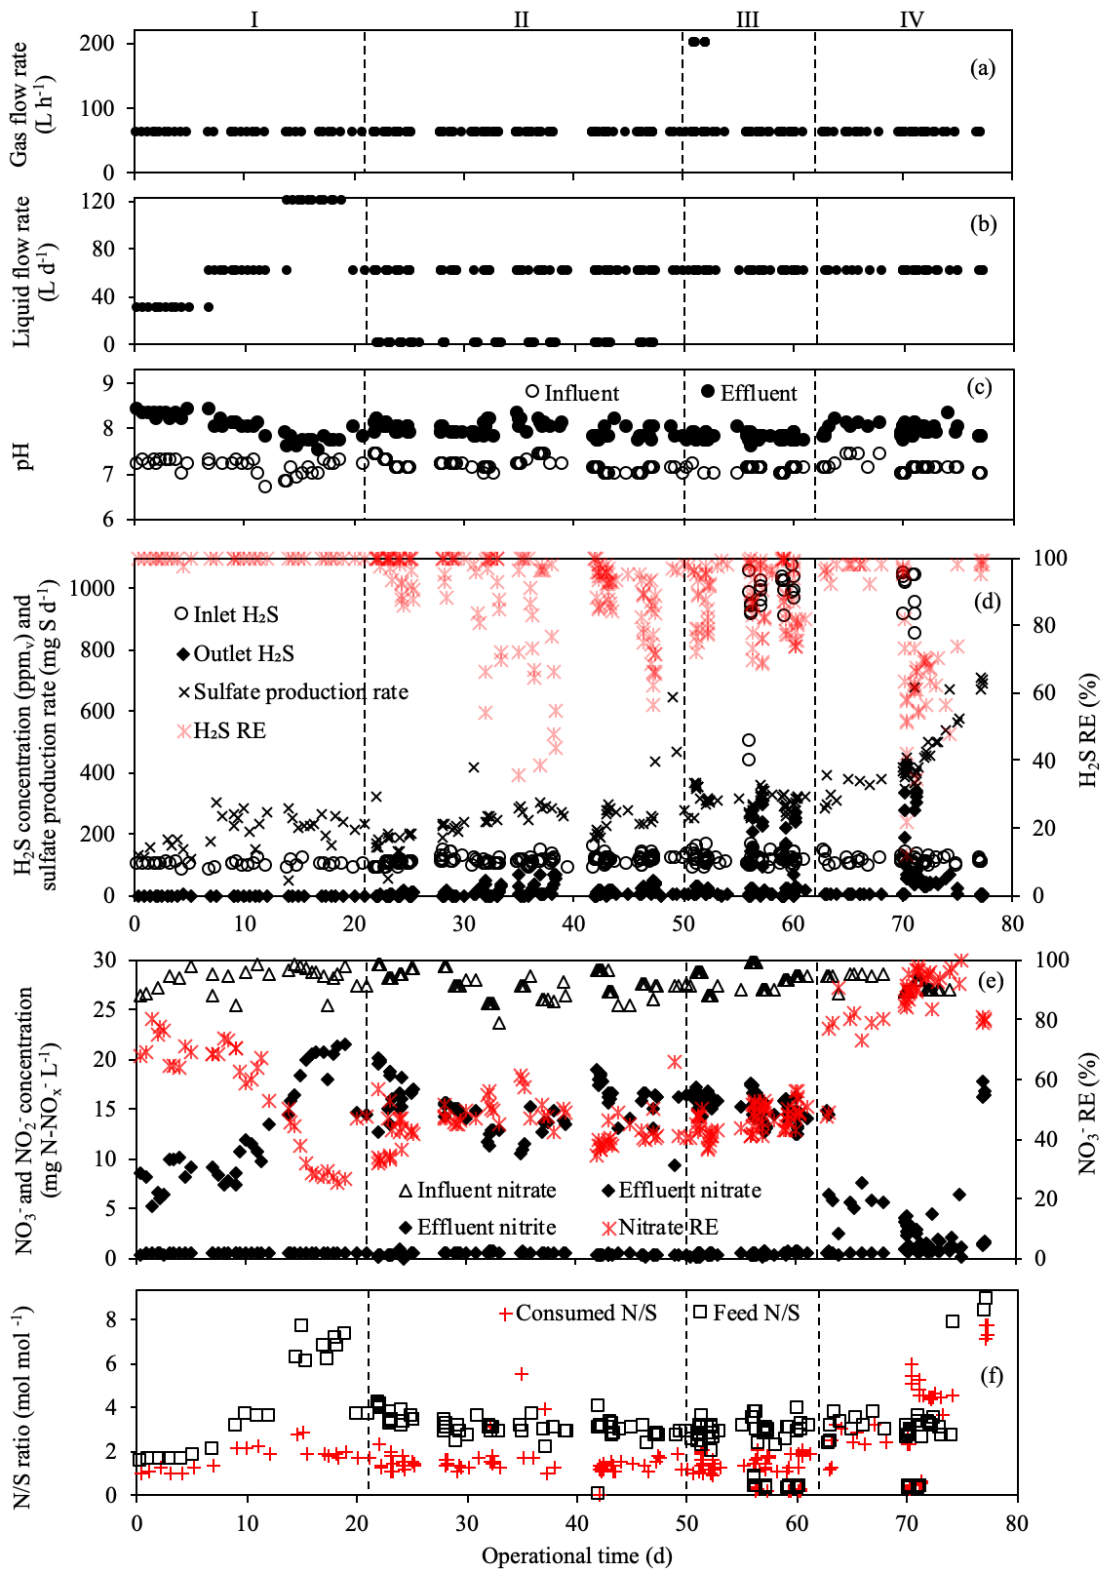 I II III IV
Gas flow rate
(L h⁻¹)
200
100
0
(a)
Liquid flow rate
(L d⁻¹)
120
80
40
0
(b)
pH
9
8
7
6
Influent Effluent
(c)
H₂S concentration (ppmᵥ) and
sulfate production rate (mg S d⁻¹)
1000
800
600
400
200
0
Inlet H₂S
Outlet H₂S
Sulfate production rate
H₂S RE
(d)
100
80
60
40
20
0
H₂S RE (%)
0 10 20 30 40 50 60 70 80
NO₃⁻ and NO₂⁻ concentration
(mg N-NOₓ⁻ L⁻¹)
30
25
20
15
10
5
0
(e)
Influent nitrate Effluent nitrate
Effluent nitrite Nitrate RE
100
80
60
40
20
0
NO₃⁻ RE (%)
N/S ratio (mol mol ⁻¹)
8
6
4
2
0
Consumed N/S Feed N/S
(f)
0 10 20 30 40 50 60 70 80
Operational time (d)